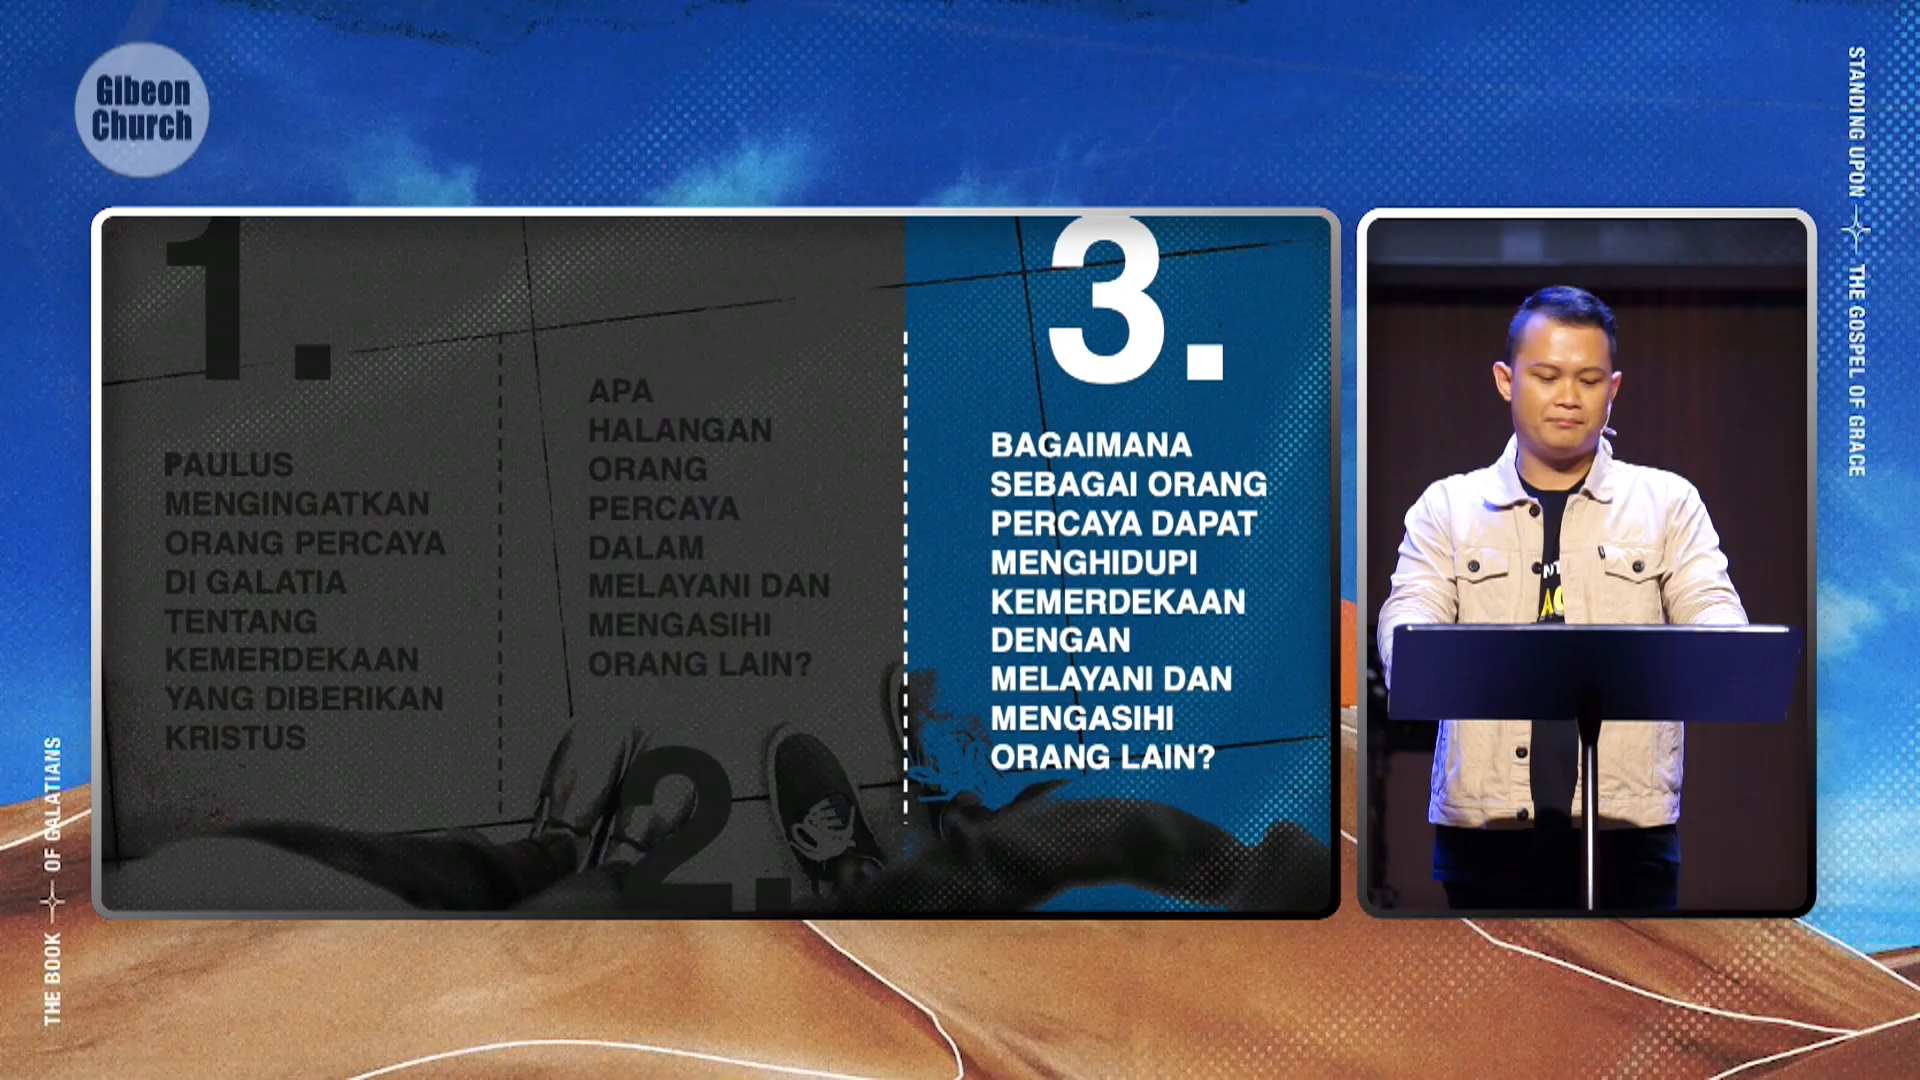 Gibeon
Church
1.
PAULUS
MENGINGATKAN
ORANG PERCAYA
DI GALATIA
TENTANG
KEMERDEKAAN
YANG DIBERIKAN
KRISTUS
APA
HALANGAN
ORANG
PERCAYA
DALAM
MELAYANI DAN
MENGASIHI
ORANG LAIN?
2.
3.
BAGAIMANA
SEBAGAI ORANG
PERCAYA DAPAT
MENGHIDUPI
KEMERDEKAAN
DENGAN
MELAYANI DAN
MENGASIHI
ORANG LAIN?
STANDING UPON THE GOSPEL OF GRACE
THE BOOK OF GALATIANS